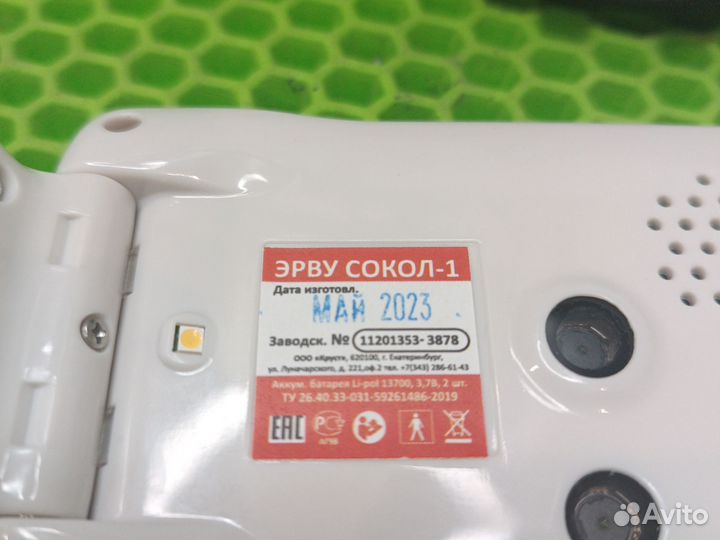 ЭРВУ СОКОЛ-1
Дата изготовл.
МАЙ 2023
Заводск. № 11201353-3878
ООО «Круст», 620100, г. Екатеринбург,
ул. Луначарского, д. 221,оф.2 тел. +7(343) 286-61-43
Аккум. батарея Li-pol 13700, 3,7В, 2 шт.
ТУ 26.40.33-031-59261486-2019
EAC
Avito